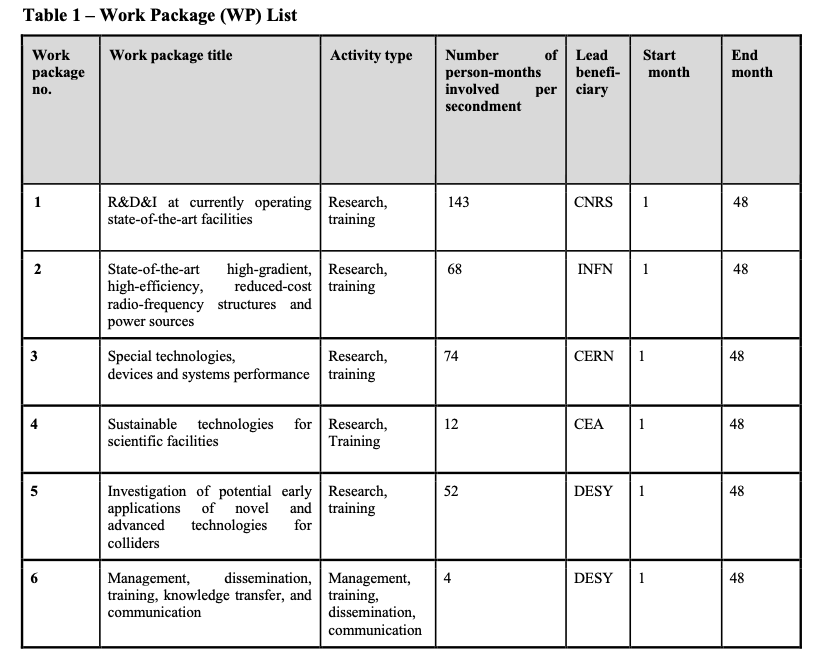 Table 1 – Work Package (WP) List
Work package no. | Work package title | Activity type | Number of person-months involved per secondment | Lead benefi-ciary | Start month | End month
1 | R&D&I at currently operating state-of-the-art facilities | Research, training | 143 | CNRS | 1 | 48
2 | State-of-the-art high-gradient, high-efficiency, reduced-cost radio-frequency structures and power sources | Research, training | 68 | INFN | 1 | 48
3 | Special technologies, devices and systems performance | Research, training | 74 | CERN | 1 | 48
4 | Sustainable technologies for scientific facilities | Research, Training | 12 | CEA | 1 | 48
5 | Investigation of potential early applications of novel and advanced technologies for colliders | Research, training | 52 | DESY | 1 | 48
6 | Management, dissemination, training, knowledge transfer, and communication | Management, training, dissemination, communication | 4 | DESY | 1 | 48